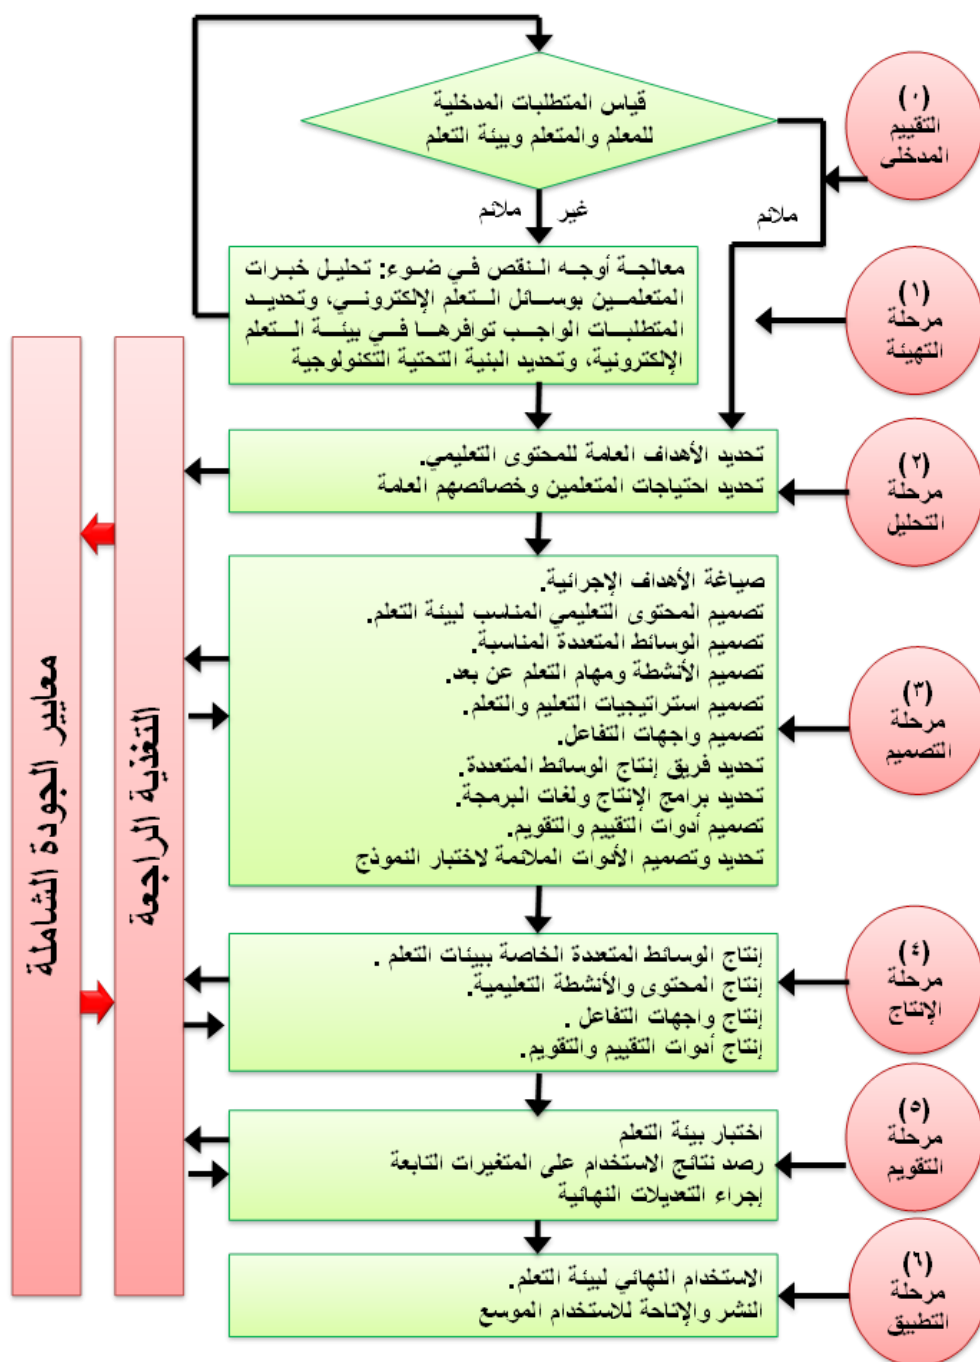 (٠)
التقييم
المدخلى
قياس المتطلبات المدخلية
للمعلم والمتعلم وبيئة التعلم
ملائم
غير ملائم
(١)
مرحلة
التهيئة
معالجة أوجه النقص في ضوء: تحليل خبرات
المتعلمين بوسائل التعلم الإلكتروني، وتحديد
المتطلبات الواجب توافرها في بيئة التعلم
الإلكترونية، وتحديد البنية التحتية التكنولوجية
(٢)
مرحلة
التحليل
تحديد الأهداف العامة للمحتوى التعليمي.
تحديد احتياجات المتعلمين وخصائصهم العامة
(٣)
مرحلة
التصميم
صياغة الأهداف الإجرائية.
تصميم المحتوى التعليمي المناسب لبيئة التعلم.
تصميم الوسائط المتعددة المناسبة.
تصميم الأنشطة ومهام التعلم عن بعد.
تصميم استراتيجيات التعليم والتعلم.
تصميم واجهات التفاعل.
تحديد فريق إنتاج الوسائط المتعددة.
تحديد برامج الإنتاج ولغات البرمجة.
تصميم أدوات التقييم والتقويم.
تحديد وتصميم الأدوات الملائمة لاختبار النموذج
(٤)
مرحلة
الإنتاج
إنتاج الوسائط المتعددة الخاصة ببيئات التعلم .
إنتاج المحتوى والأنشطة التعليمية.
إنتاج واجهات التفاعل .
إنتاج أدوات التقييم والتقويم.
(٥)
مرحلة
التقويم
اختبار بيئة التعلم
رصد نتائج الاستخدام على المتغيرات التابعة
إجراء التعديلات النهائية
(٦)
مرحلة
التطبيق
الاستخدام النهائي لبيئة التعلم.
النشر والإتاحة للاستخدام الموسع
التغذية الراجعة
معايير الجودة الشاملة